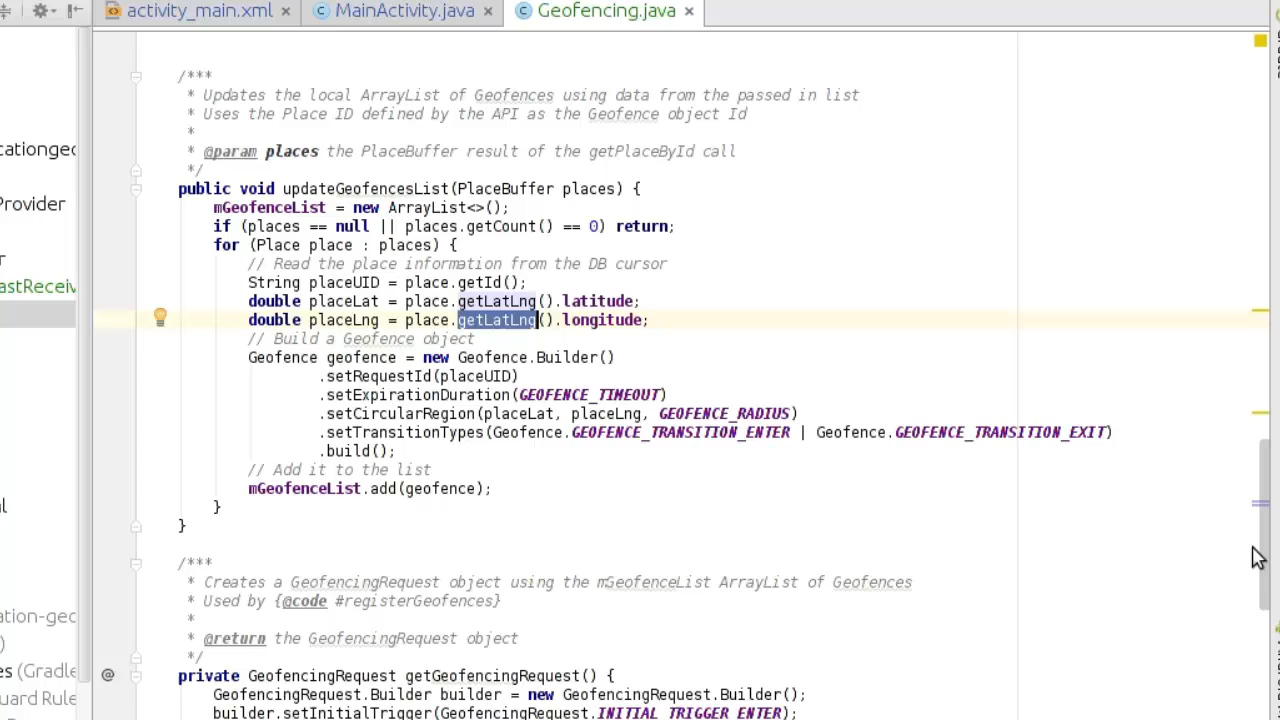 activity_main.xml MainActivity.java Geofencing.java
/***
* Updates the local ArrayList of Geofences using data from the passed in list
* Uses the Place ID defined by the API as the Geofence object Id
*
* @param places the PlaceBuffer result of the getPlaceById call
*/
public void updateGeofencesList(PlaceBuffer places) {
mGeofenceList = new ArrayList<>();
if (places == null || places.getCount() == 0) return;
for (Place place : places) {
// Read the place information from the DB cursor
String placeUID = place.getId();
double placeLat = place.getLatLng().latitude;
double placeLng = place.getLatLng().longitude;
// Build a Geofence object
Geofence geofence = new Geofence.Builder()
.setRequestId(placeUID)
.setExpirationDuration(GEOFENCE_TIMEOUT)
.setCircularRegion(placeLat, placeLng, GEOFENCE_RADIUS)
.setTransitionTypes(Geofence.GEOFENCE_TRANSITION_ENTER | Geofence.GEOFENCE_TRANSITION_EXIT)
.build();
// Add it to the list
mGeofenceList.add(geofence);
}
}
/***
* Creates a GeofencingRequest object using the mGeofenceList ArrayList of Geofences
* Used by {@code #registerGeofences}
*
* @return the GeofencingRequest object
*/
@ private GeofencingRequest getGeofencingRequest() {
GeofencingRequest.Builder builder = new GeofencingRequest.Builder();
builder.setInitialTrigger(GeofencingRequest.INITIAL_TRIGGER_ENTER);
cationgeo
Provider
r
astReceiv
l
ation-geo
)
es (Gradle
uard Rule